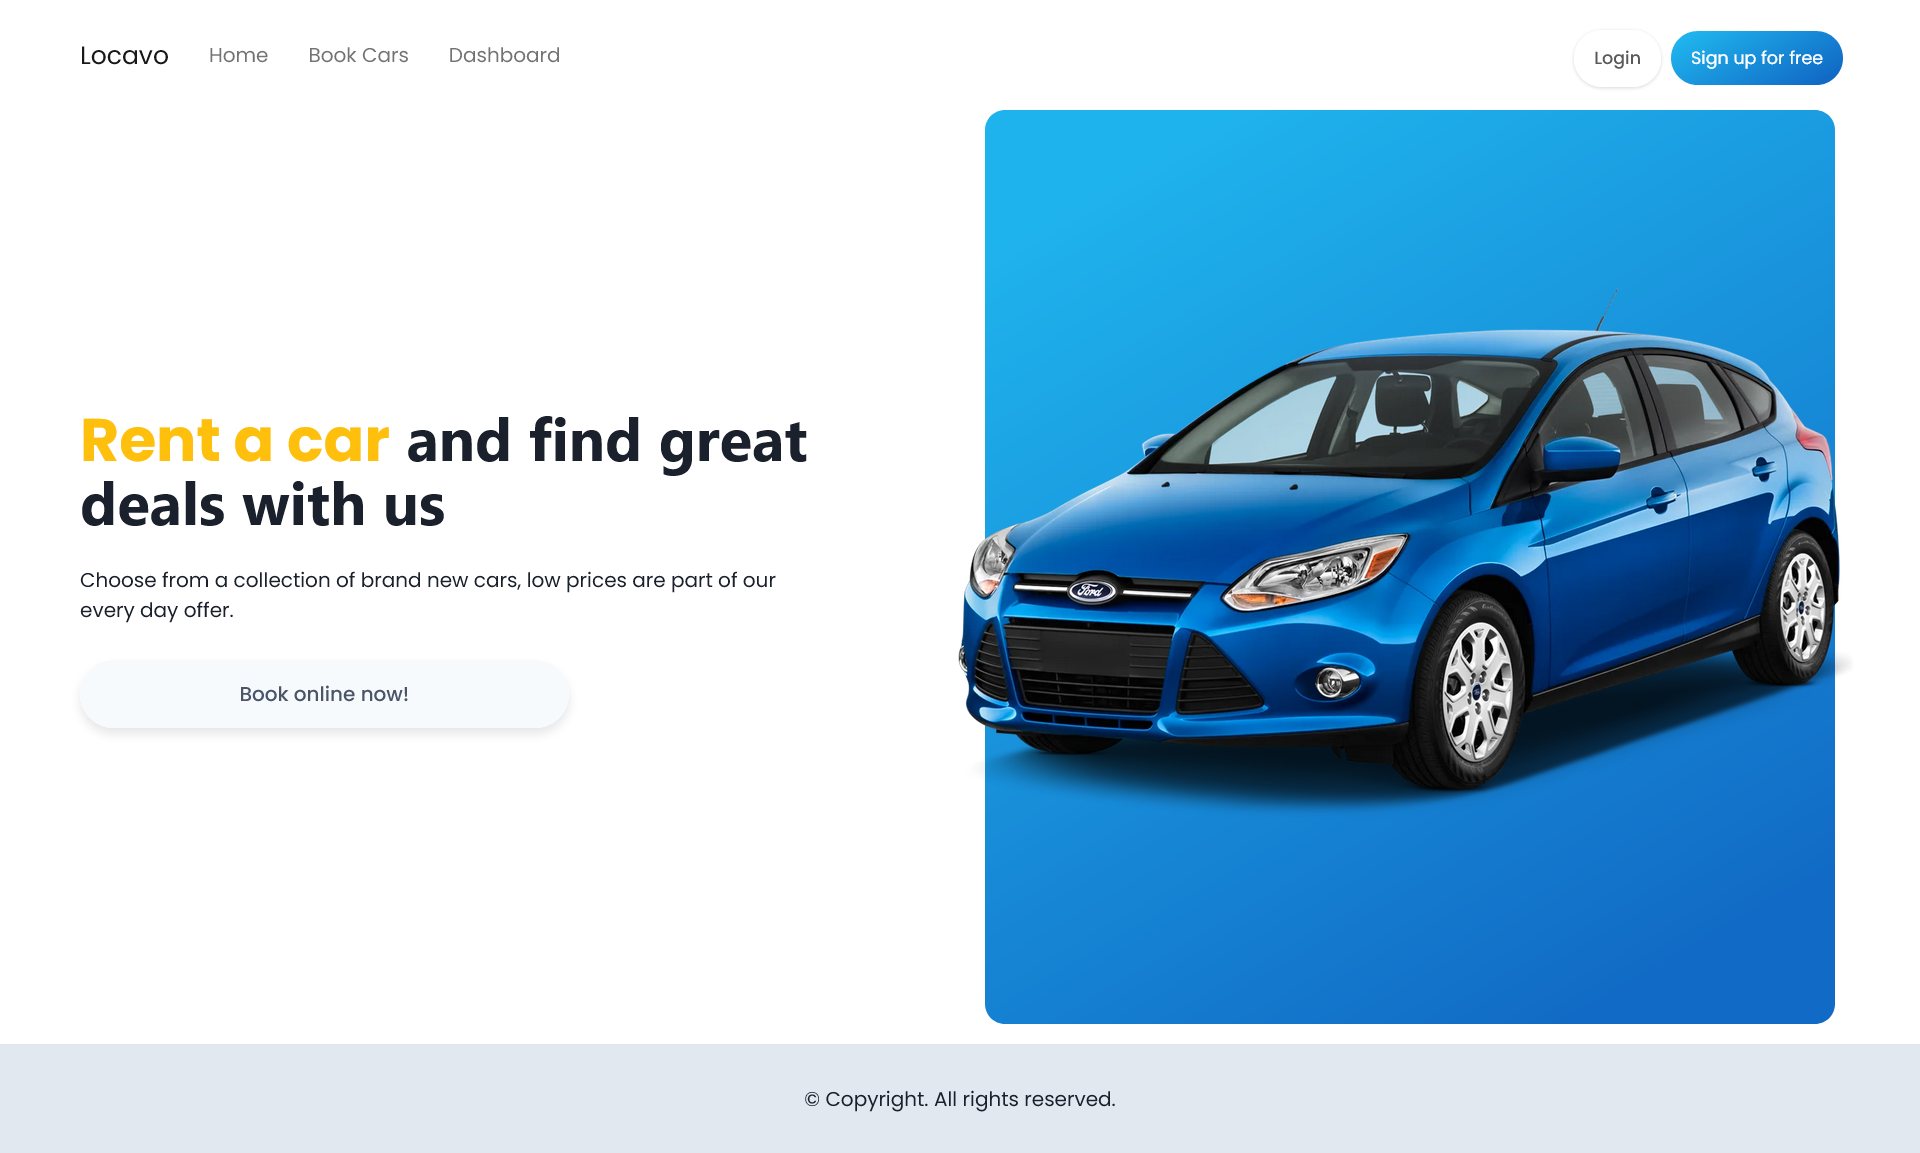 Locavo Home Book Cars Dashboard Login Sign up for free
Rent a car and find great
deals with us
Choose from a collection of brand new cars, low prices are part of our
every day offer.
Book online now!
Ford
© Copyright. All rights reserved.